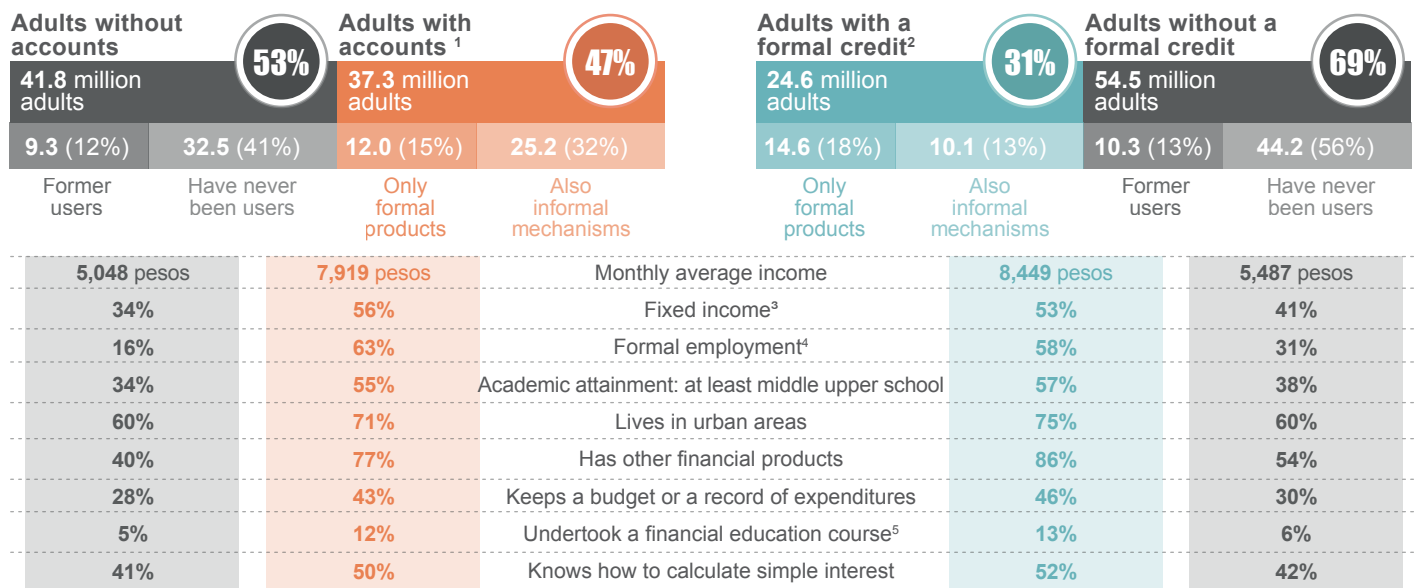 Adults without
accounts
53%
41.8 million
adults
9.3 (12%) 32.5 (41%)
Former
users
Have never
been users
Adults with
accounts ¹
47%
37.3 million
adults
12.0 (15%) 25.2 (32%)
Only
formal
products
Also
informal
mechanisms
Adults with a
formal credit²
31%
24.6 million
adults
14.6 (18%) 10.1 (13%)
Only
formal
products
Also
informal
mechanisms
Adults without a
formal credit
69%
54.5 million
adults
10.3 (13%) 44.2 (56%)
Former
users
Have never
been users
5,048 pesos 7,919 pesos Monthly average income 8,449 pesos 5,487 pesos
34% 56% Fixed income³ 53% 41%
16% 63% Formal employment⁴ 58% 31%
34% 55% Academic attainment: at least middle upper school 57% 38%
60% 71% Lives in urban areas 75% 60%
40% 77% Has other financial products 86% 54%
28% 43% Keeps a budget or a record of expenditures 46% 30%
5% 12% Undertook a financial education course⁵ 13% 6%
41% 50% Knows how to calculate simple interest 52% 42%